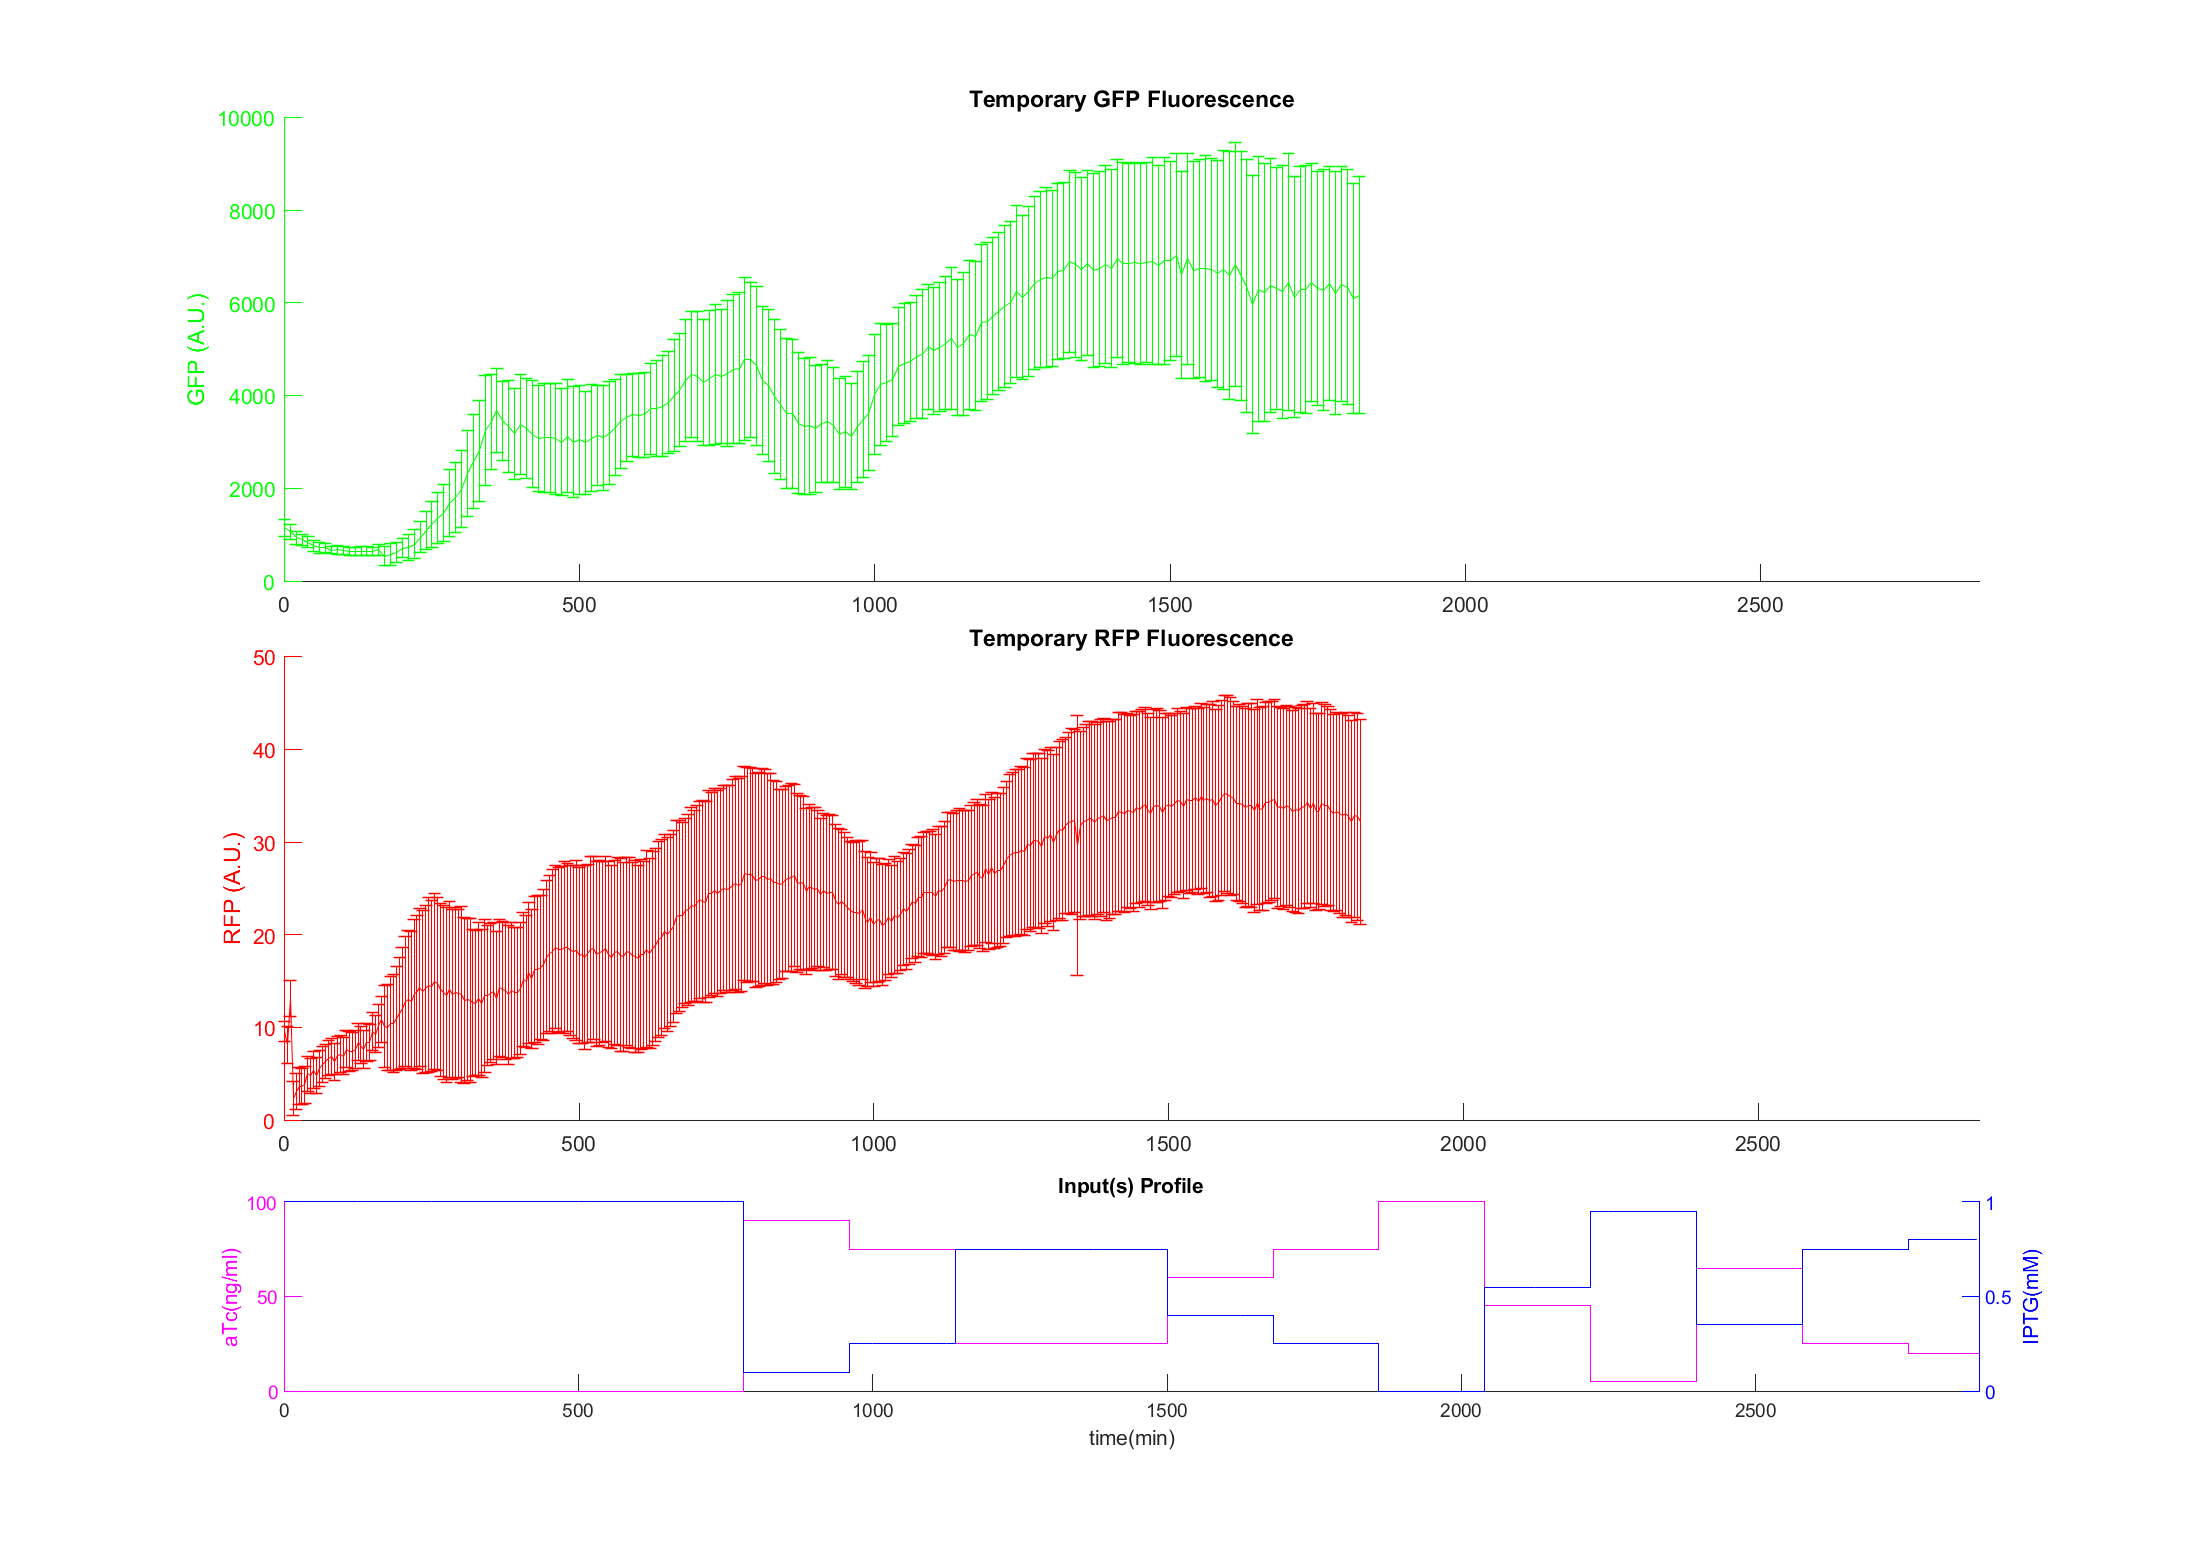 Temporary GFP Fluorescence
10000
8000
6000
4000
2000
0
GFP (A.U.)
0 500 1000 1500 2000 2500
Temporary RFP Fluorescence
50
40
30
20
10
0
RFP (A.U.)
0 500 1000 1500 2000 2500
Input(s) Profile
100
50
0
aTc(ng/ml)
1
0.5
0
IPTG(mM)
0 500 1000 1500 2000 2500
time(min)